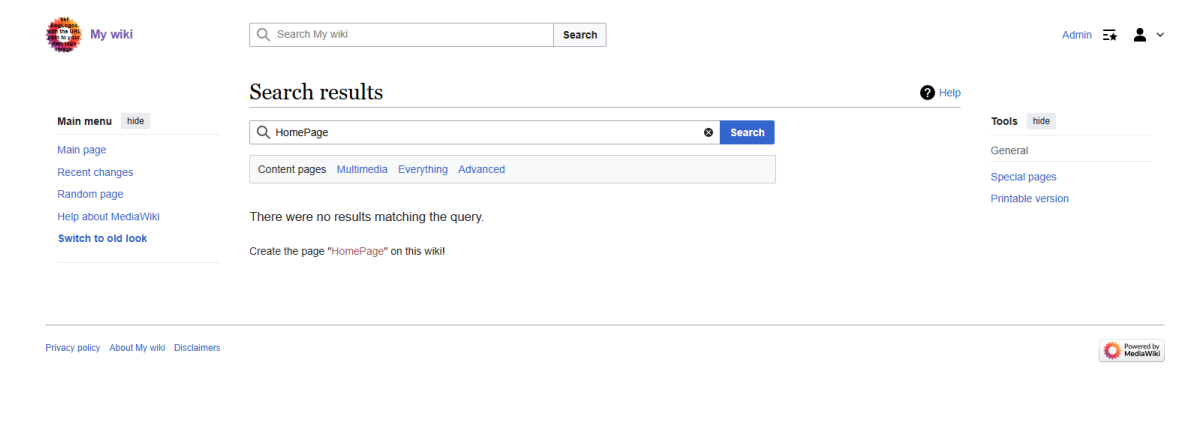 My wiki
Search My wiki
Search
Admin
Search results
Help
Main menu hide
Main page
Recent changes
Random page
Help about MediaWiki
Switch to old look
HomePage
Search
Content pages Multimedia Everything Advanced
There were no results matching the query.
Create the page "HomePage" on this wiki!
Tools hide
General
Special pages
Printable version
Privacy policy About My wiki Disclaimers
Powered by
MediaWiki